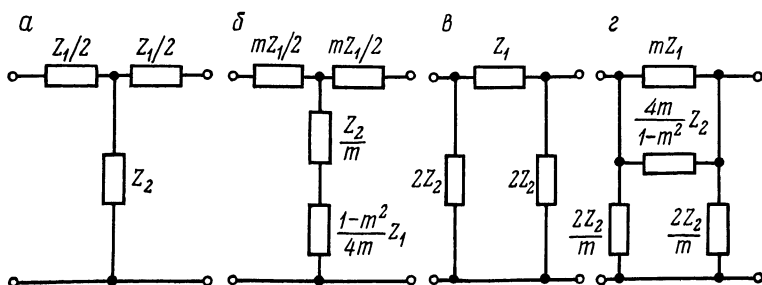 а
Z₁/2 Z₁/2
Z₂
б
mZ₁/2 mZ₁/2
Z₂/m
(1-m²)/(4m) Z₁
в
Z₁
2Z₂ 2Z₂
г
mZ₁
4m/(1-m²) Z₂
2Z₂/m 2Z₂/m